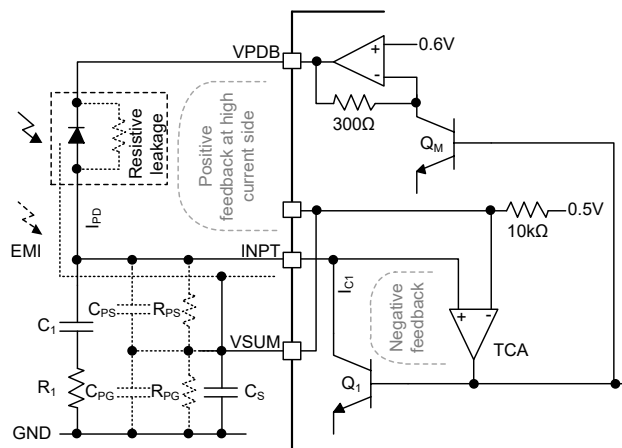 VPDB
+
0.6V
-
300Ω
Resistive
leakage
Positive
feedback at high
current side
QM
IPD
EMI
0.5V
10kΩ
INPT
IC1
+ -
TCA
Negative
feedback
C1
CPS
RPS
VSUM
R1
CPG
RPG
CS
Q1
GND